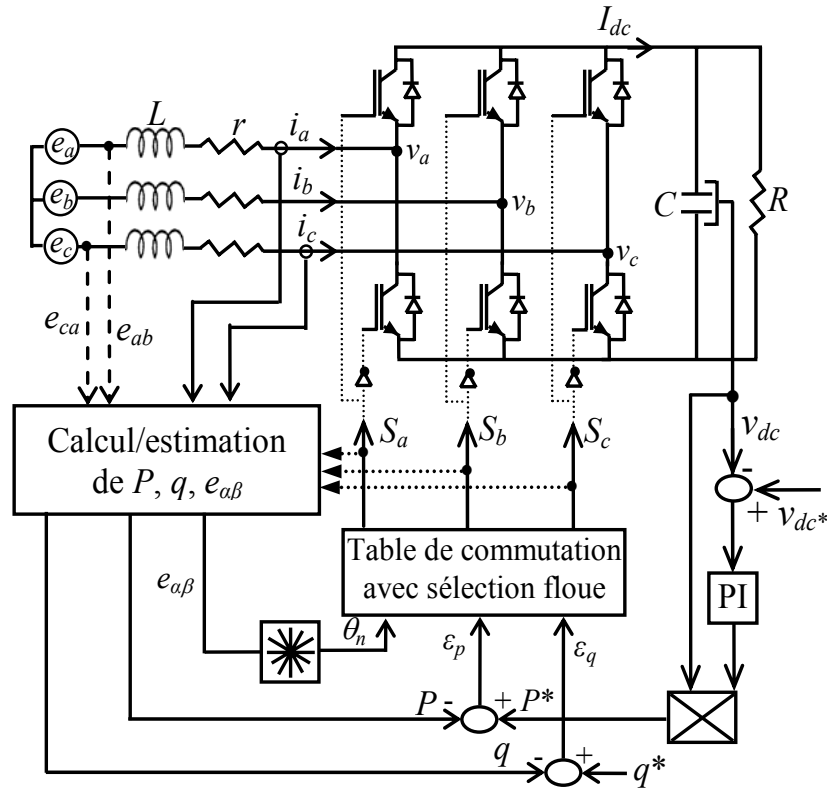 I_dc
L
r
e_a
i_a
v_a
e_b
i_b
v_b
C
R
e_c
i_c
v_c
e_ca
e_ab
Calcul/estimation
de P, q, e_αβ
S_a
S_b
S_c
v_dc
-
+
v_dc*
Table de commutation
avec sélection floue
PI
e_αβ
θ_n
ε_p
ε_q
P
-
+
P*
q
-
+
q*